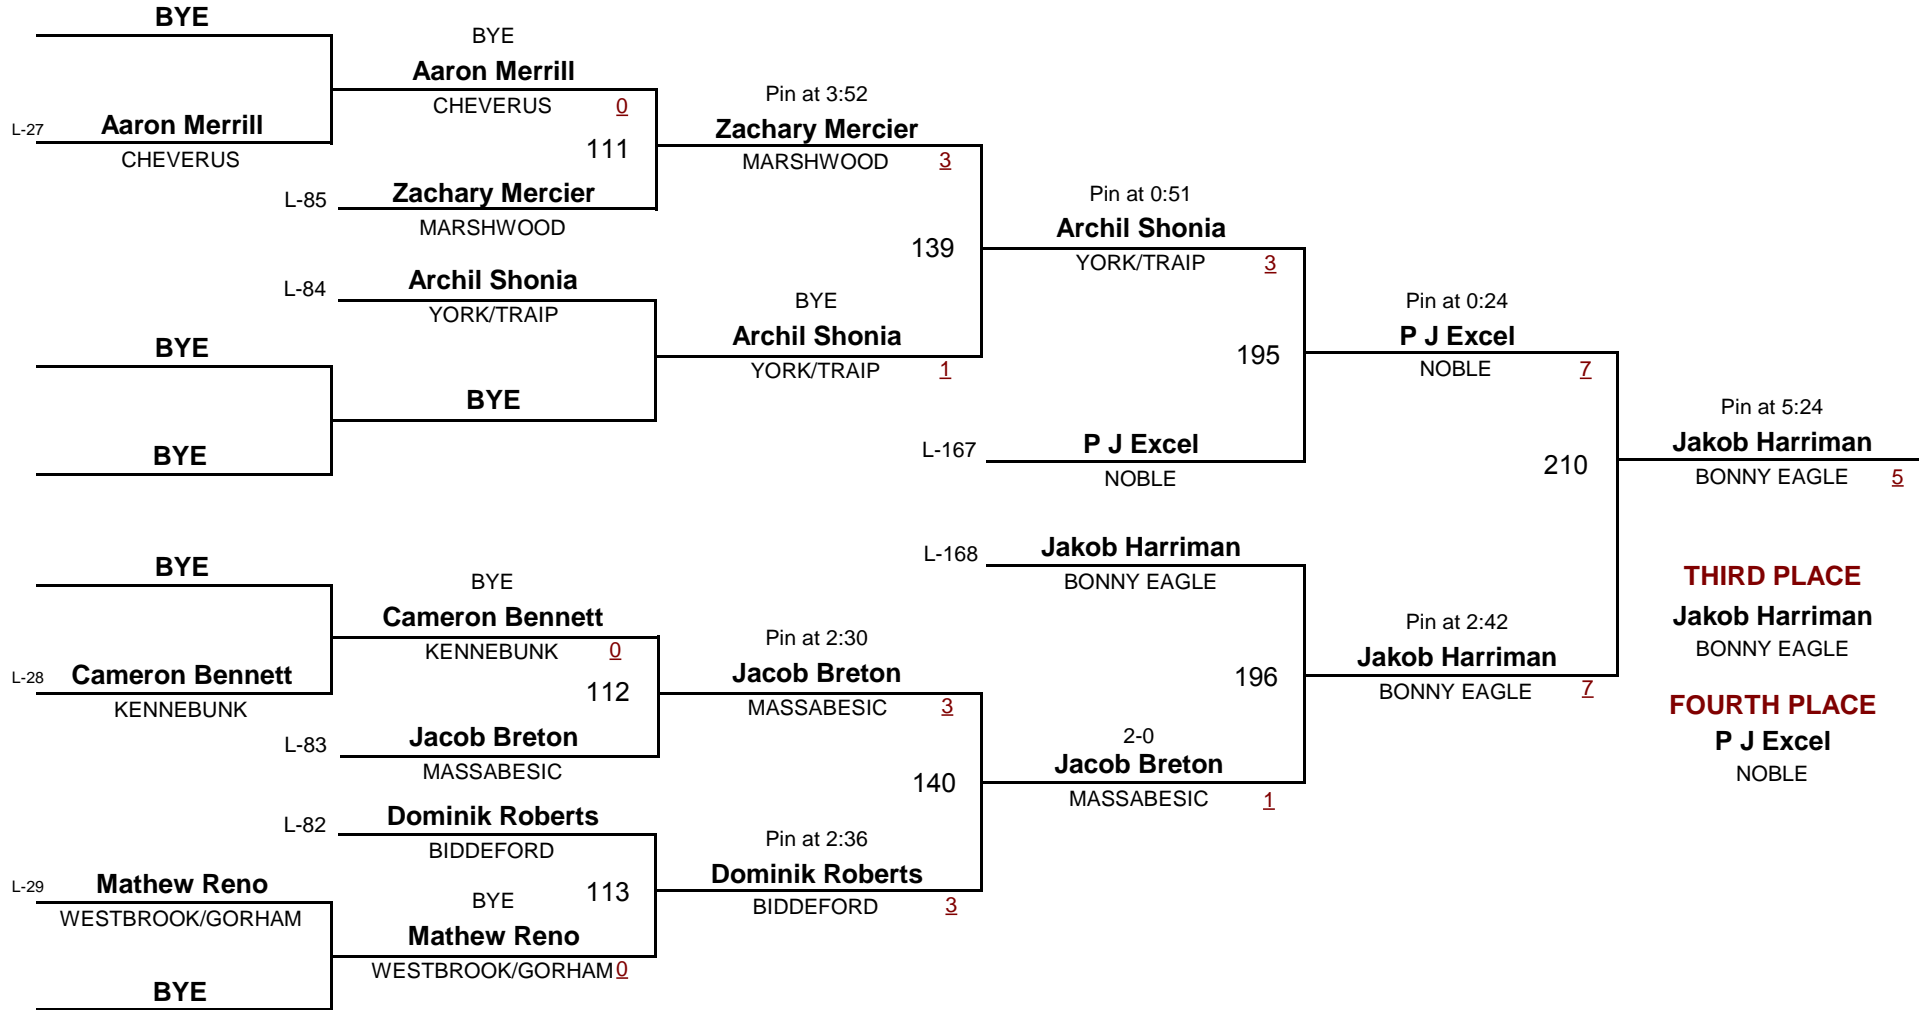 BYE
L-27 Aaron Merrill
CHEVERUS
BYE
Aaron Merrill
CHEVERUS 0
111
L-85 Zachary Mercier
MARSHWOOD
Pin at 3:52
Zachary Mercier
MARSHWOOD 3
L-84 Archil Shonia
YORK/TRAIP
BYE
BYE
BYE
BYE
Archil Shonia
YORK/TRAIP 1
139
Pin at 0:51
Archil Shonia
YORK/TRAIP 3
195
L-167 P J Excel
NOBLE
Pin at 0:24
P J Excel
NOBLE 7
BYE
L-28 Cameron Bennett
KENNEBUNK
BYE
Cameron Bennett
KENNEBUNK 0
112
L-83 Jacob Breton
MASSABESIC
Pin at 2:30
Jacob Breton
MASSABESIC 3
L-82 Dominik Roberts
BIDDEFORD
L-29 Mathew Reno
WESTBROOK/GORHAM
BYE
BYE
Mathew Reno
WESTBROOK/GORHAM 0
113
Pin at 2:36
Dominik Roberts
BIDDEFORD 3
140
2-0
Jacob Breton
MASSABESIC 1
L-168 Jakob Harriman
BONNY EAGLE
196
Pin at 2:42
Jakob Harriman
BONNY EAGLE 7
210
Pin at 5:24
Jakob Harriman
BONNY EAGLE 5
THIRD PLACE
Jakob Harriman
BONNY EAGLE
FOURTH PLACE
P J Excel
NOBLE